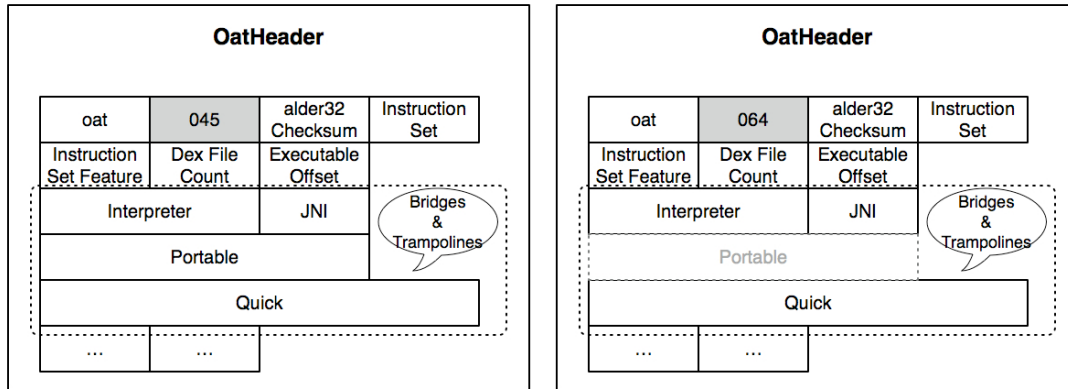 OatHeader
oat
045
alder32
Checksum
Instruction
Set
Instruction
Set Feature
Dex File
Count
Executable
Offset
Interpreter
JNI
Bridges
&
Trampolines
Portable
Quick
...
...
OatHeader
oat
064
alder32
Checksum
Instruction
Set
Instruction
Set Feature
Dex File
Count
Executable
Offset
Interpreter
JNI
Bridges
&
Trampolines
Portable
Quick
...
...